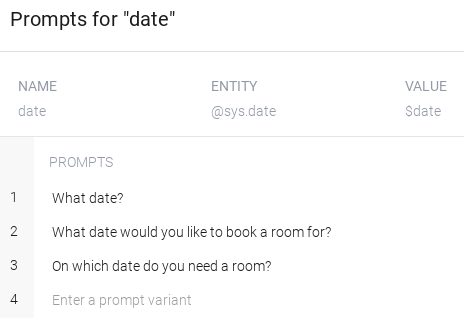 Prompts for "date"
NAME ENTITY VALUE
date @sys.date $date
PROMPTS
1 What date?
2 What date would you like to book a room for?
3 On which date do you need a room?
4 Enter a prompt variant